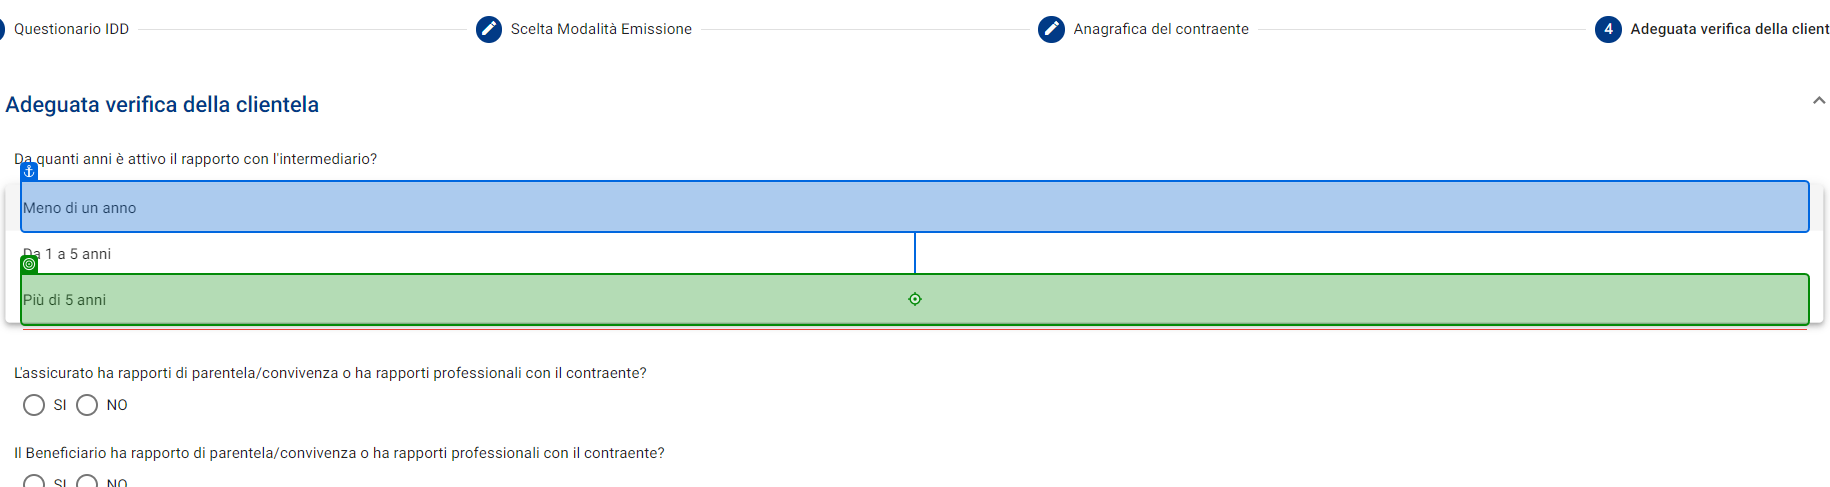 Questionario IDD
Scelta Modalità Emissione
Anagrafica del contraente
4 Adeguata verifica della client
Adeguata verifica della clientela
Da quanti anni è attivo il rapporto con l'intermediario?
Meno di un anno
Da 1 a 5 anni
Più di 5 anni
L'assicurato ha rapporti di parentela/convivenza o ha rapporti professionali con il contraente?
SI NO
Il Beneficiario ha rapporto di parentela/convivenza o ha rapporti professionali con il contraente?
SI NO